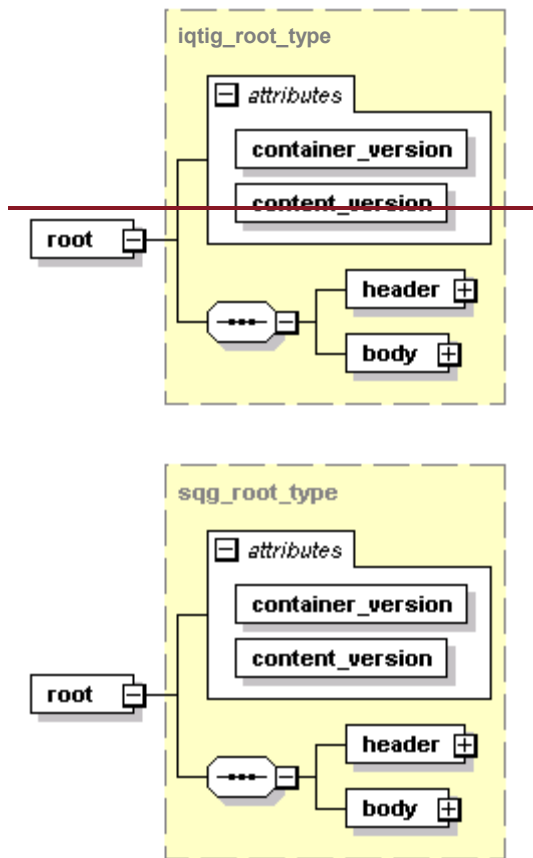 iqtig_root_type
attributes
container_version
content_version
root
header
body
sqg_root_type
attributes
container_version
content_version
root
header
body